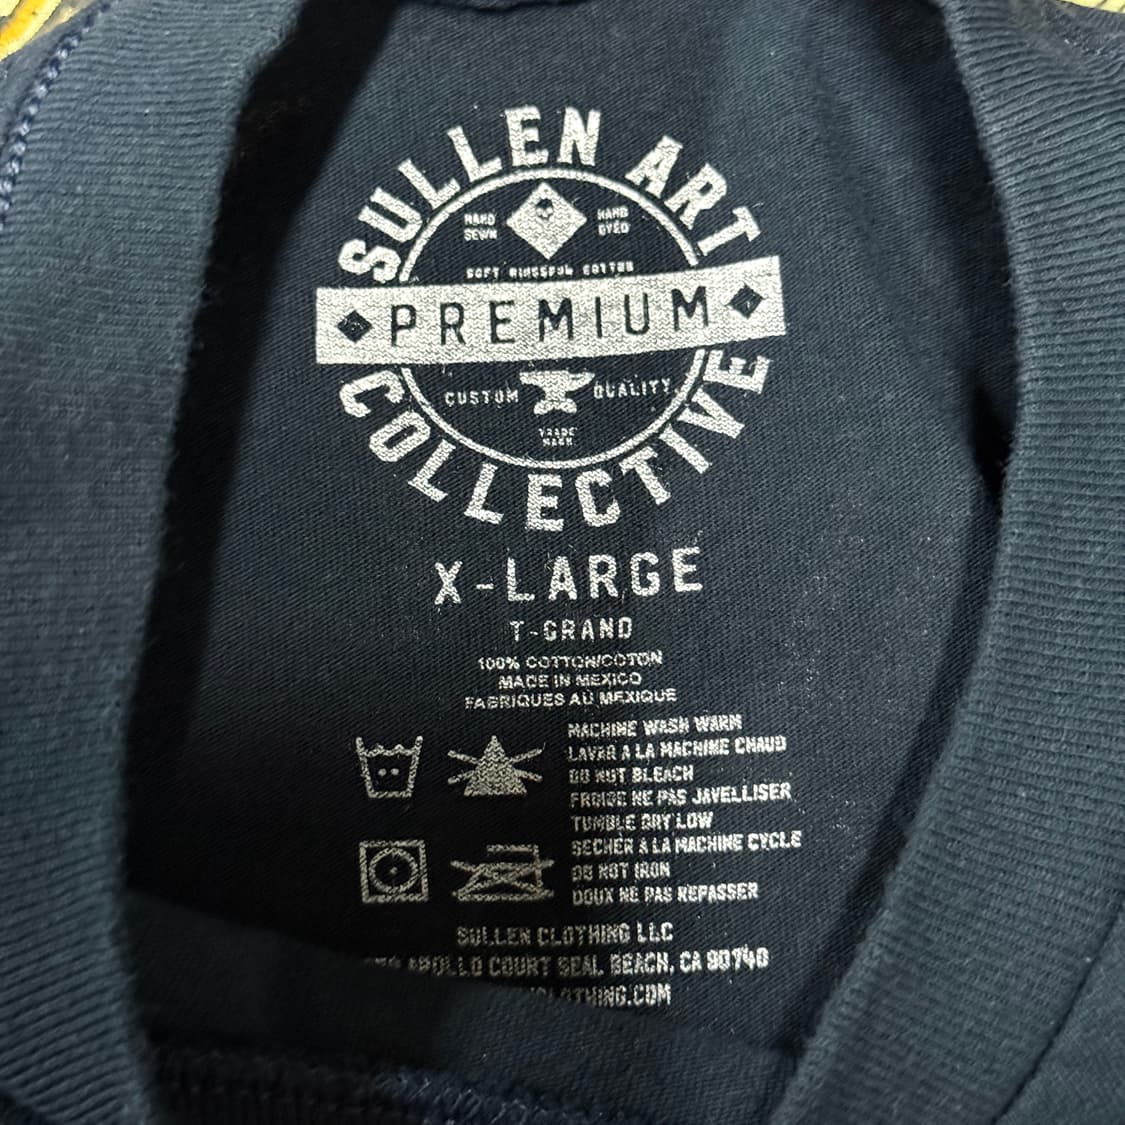 SULLEN ART
HAND SEWN
HAND DYED
SOFT RINGSPUN COTTON
PREMIUM
CUSTOM QUALITY
TRADE
MARK
COLLECTIVE
X-LARGE
T-GRAND
100% COTTON/COTON
MADE IN MEXICO
FABRIQUES AU MEXIQUE
MACHINE WASH WARM
LAVAR A LA MACHINE CHAUD
DO NOT BLEACH
FROIDE NE PAS JAVELLISER
TUMBLE DRY LOW
SECHER A LA MACHINE CYCLE
DO NOT IRON
DOUX NE PAS REPASSER
SULLEN CLOTHING LLC
APOLLO COURT SEAL BEACH, CA 90740
CLOTHING.COM